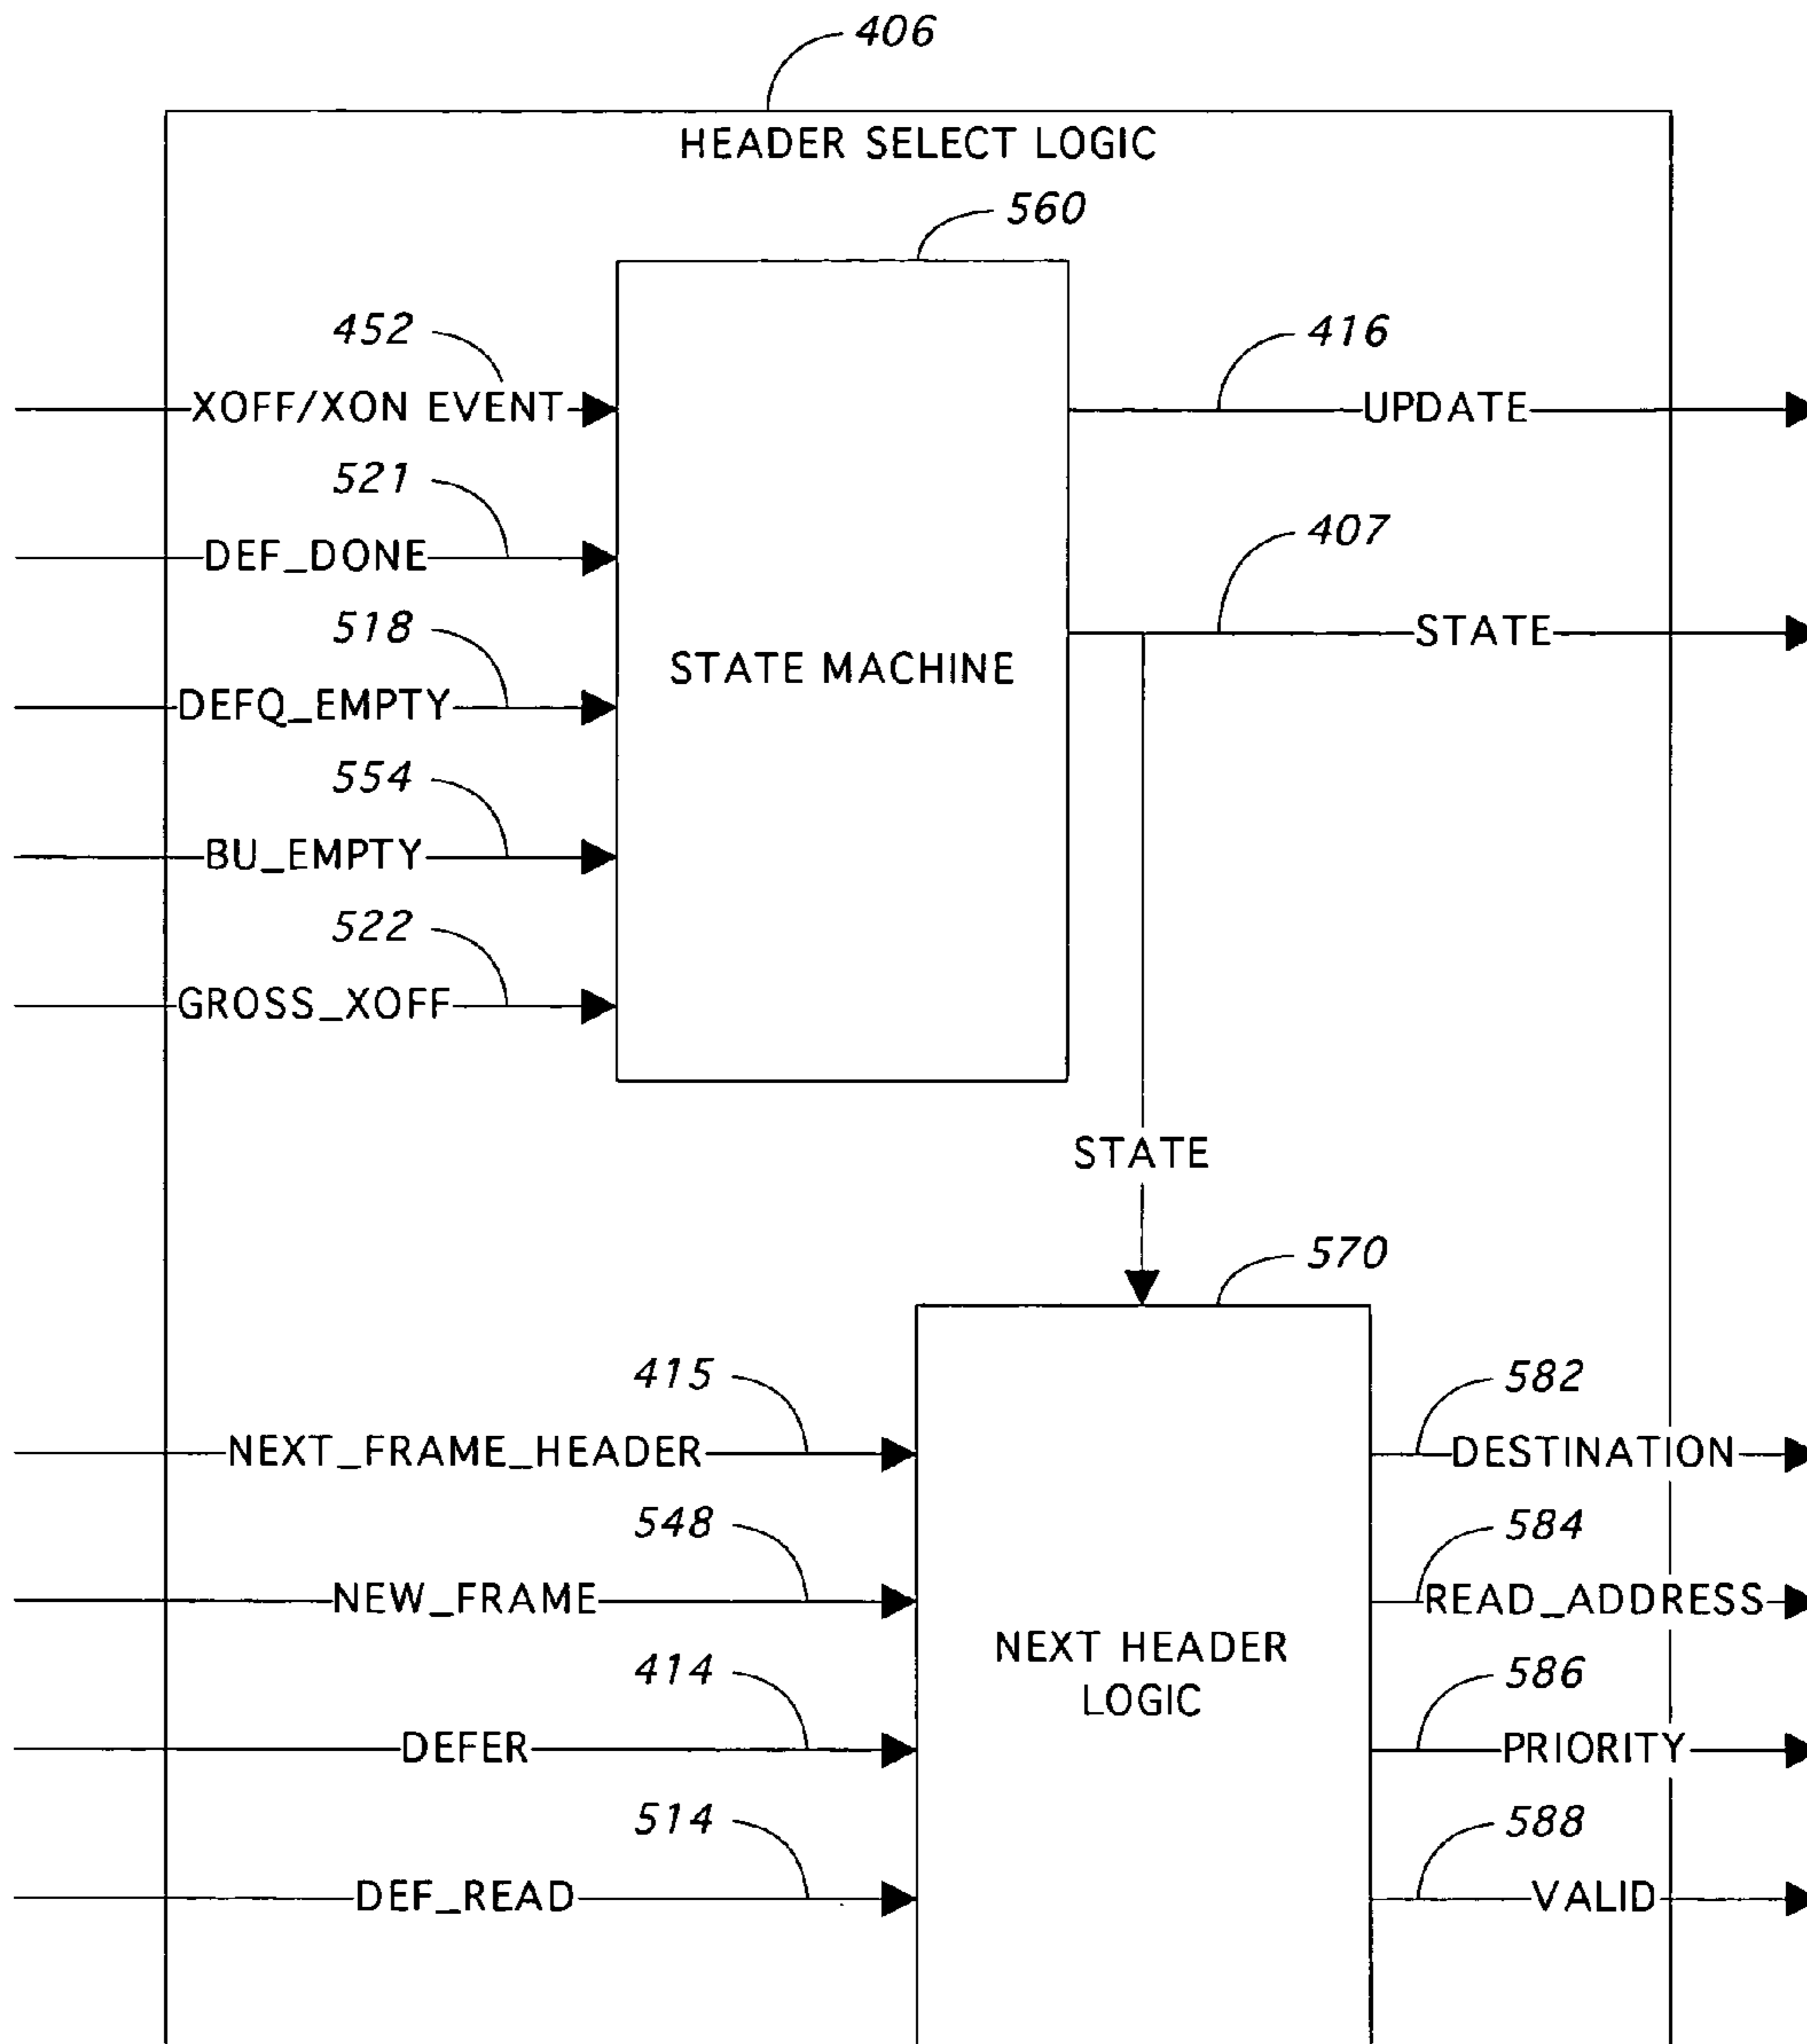 406
HEADER SELECT LOGIC
560
452
416
XOFF/XON EVENT
UPDATE
521
407
DEF_DONE
518
STATE
STATE MACHINE
DEFQ_EMPTY
554
BU_EMPTY
522
GROSS_XOFF
STATE
570
415
582
NEXT_FRAME_HEADER
DESTINATION
548
584
NEW_FRAME
READ_ADDRESS
NEXT HEADER
LOGIC
414
586
DEFER
PRIORITY
514
588
DEF_READ
VALID